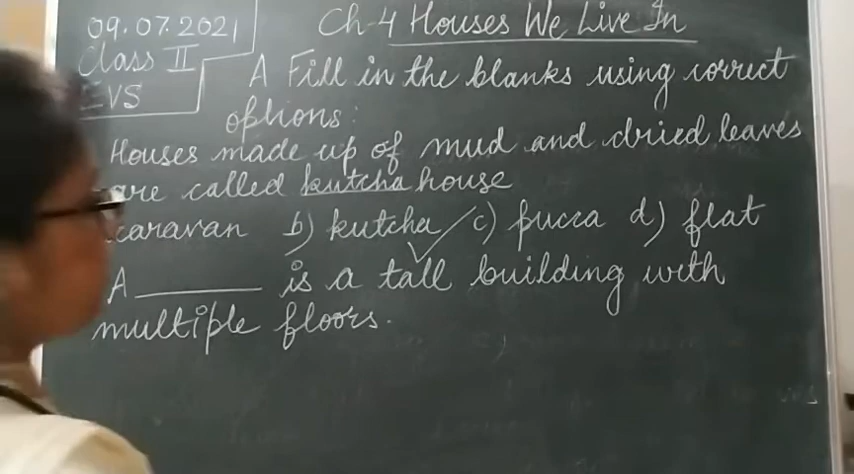 09.07.2021
Class II
EVS
Ch-4 Houses We Live In
A Fill in the blanks using correct
options:
Houses made up of mud and dried leaves
are called kutcha house
caravan b) kutcha ✓ c) pucca d) flat
A ________ is a tall building with
multiple floors.